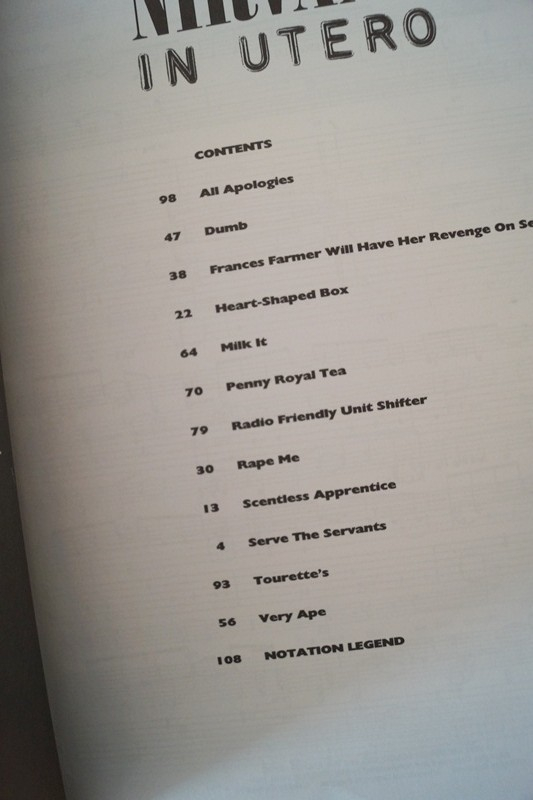 IN UTERO
CONTENTS
98 All Apologies
47 Dumb
38 Frances Farmer Will Have Her Revenge On
22 Heart-Shaped Box
64 Milk It
70 Penny Royal Tea
79 Radio Friendly Unit Shifter
30 Rape Me
13 Scentless Apprentice
4 Serve The Servants
93 Tourette's
56 Very Ape
108 NOTATION LEGEND